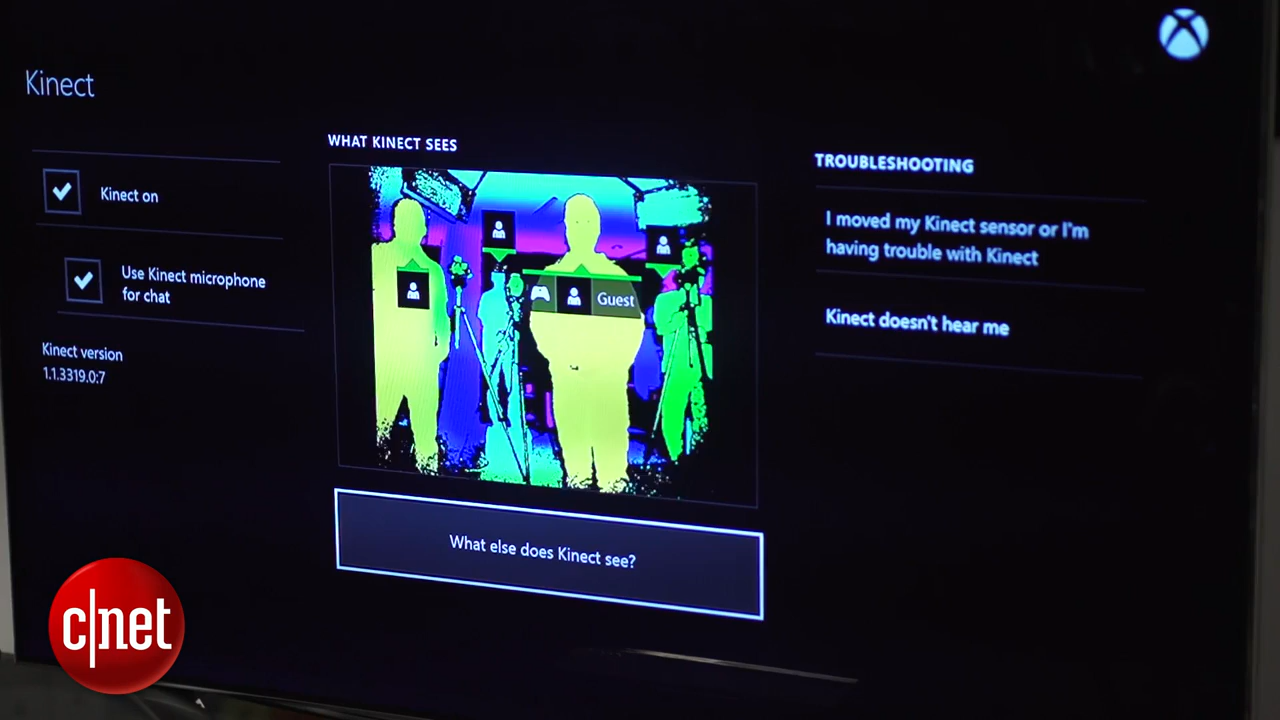 Kinect
Kinect on
Use Kinect microphone
for chat
Kinect version
1.1.3319.0:7
WHAT KINECT SEES
Guest
What else does Kinect see?
TROUBLESHOOTING
I moved my Kinect sensor or I'm
having trouble with Kinect
Kinect doesn't hear me
c|net